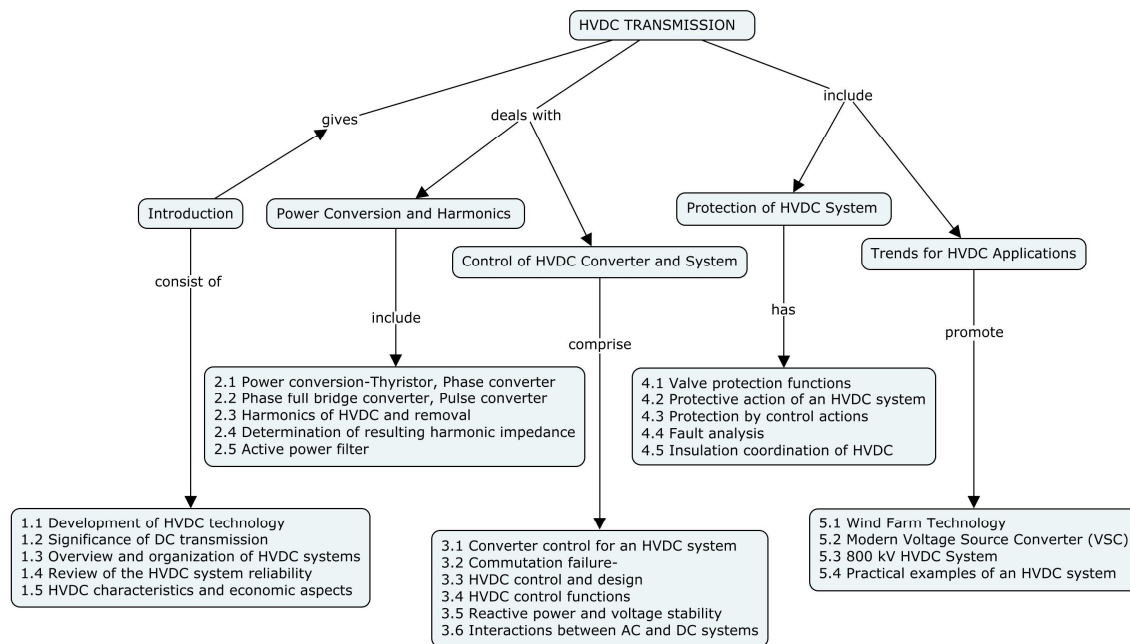 HVDC TRANSMISSION
gives
deals with
include
Introduction
Power Conversion and Harmonics
Protection of HVDC System
Control of HVDC Converter and System
Trends for HVDC Applications
consist of
include
comprise
has
promote
2.1 Power conversion-Thyristor, Phase converter
2.2 Phase full bridge converter, Pulse converter
2.3 Harmonics of HVDC and removal
2.4 Determination of resulting harmonic impedance
2.5 Active power filter
4.1 Valve protection functions
4.2 Protective action of an HVDC system
4.3 Protection by control actions
4.4 Fault analysis
4.5 Insulation coordination of HVDC
1.1 Development of HVDC technology
1.2 Significance of DC transmission
1.3 Overview and organization of HVDC systems
1.4 Review of the HVDC system reliability
1.5 HVDC characteristics and economic aspects
3.1 Converter control for an HVDC system
3.2 Commutation failure-
3.3 HVDC control and design
3.4 HVDC control functions
3.5 Reactive power and voltage stability
3.6 Interactions between AC and DC systems
5.1 Wind Farm Technology
5.2 Modern Voltage Source Converter (VSC)
5.3 800 kV HVDC System
5.4 Practical examples of an HVDC system